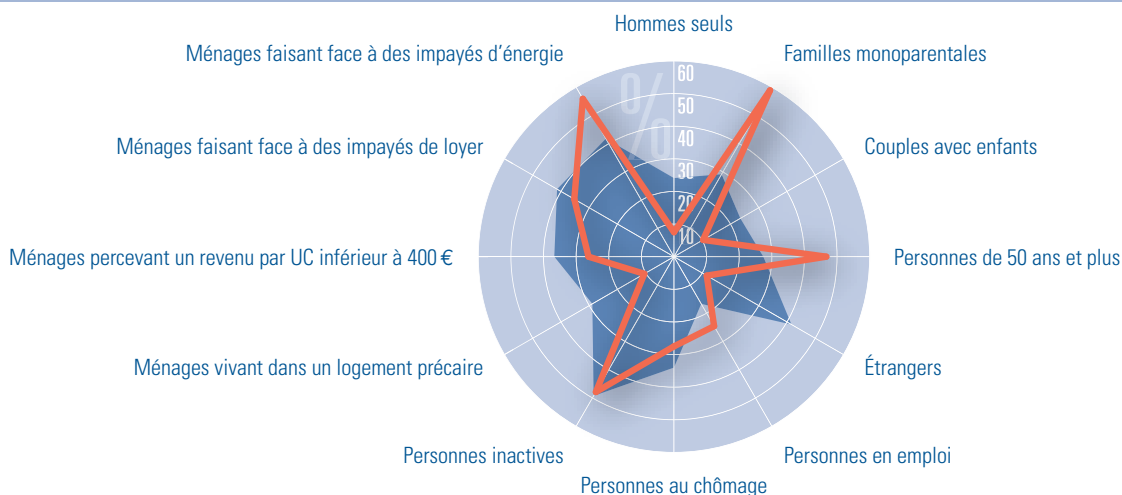 Hommes seuls
Ménages faisant face à des impayés d’énergie
Familles monoparentales
%
60
50
40
30
20
10
Ménages faisant face à des impayés de loyer
Couples avec enfants
Ménages percevant un revenu par UC inférieur à 400 €
Personnes de 50 ans et plus
Ménages vivant dans un logement précaire
Étrangers
Personnes inactives
Personnes en emploi
Personnes au chômage